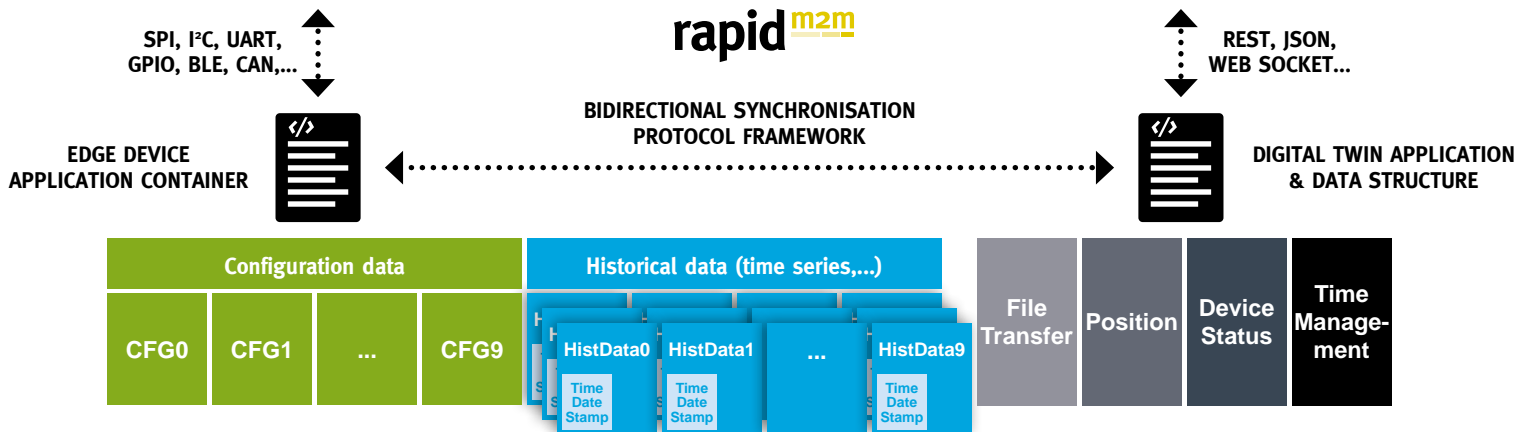 rapid m2m
SPI, I²C, UART,
GPIO, BLE, CAN,...
REST, JSON,
WEB SOCKET...
BIDIRECTIONAL SYNCHRONISATION
PROTOCOL FRAMEWORK
</>
</>
EDGE DEVICE
APPLICATION CONTAINER
DIGITAL TWIN APPLICATION
& DATA STRUCTURE
Configuration data
Historical data (time series,...)
CFG0
CFG1
...
CFG9
HistData0
Time
Date
Stamp
HistData1
Time
Date
Stamp
...
HistData9
Time
Date
Stamp
File
Transfer
Position
Device
Status
Time
Manage-
ment